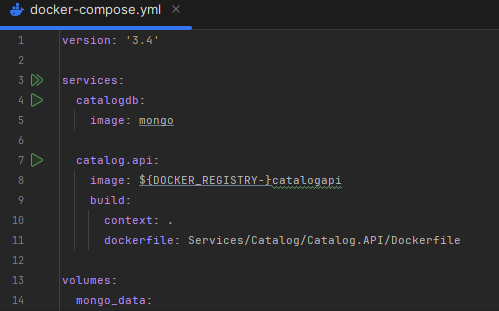 docker-compose.yml ×
1 version: '3.4'
2
3 services:
4   catalogdb:
5     image: mongo
6
7   catalog.api:
8     image: ${DOCKER_REGISTRY-}catalogapi
9     build:
10       context: .
11       dockerfile: Services/Catalog/Catalog.API/Dockerfile
12
13 volumes:
14   mongo_data: